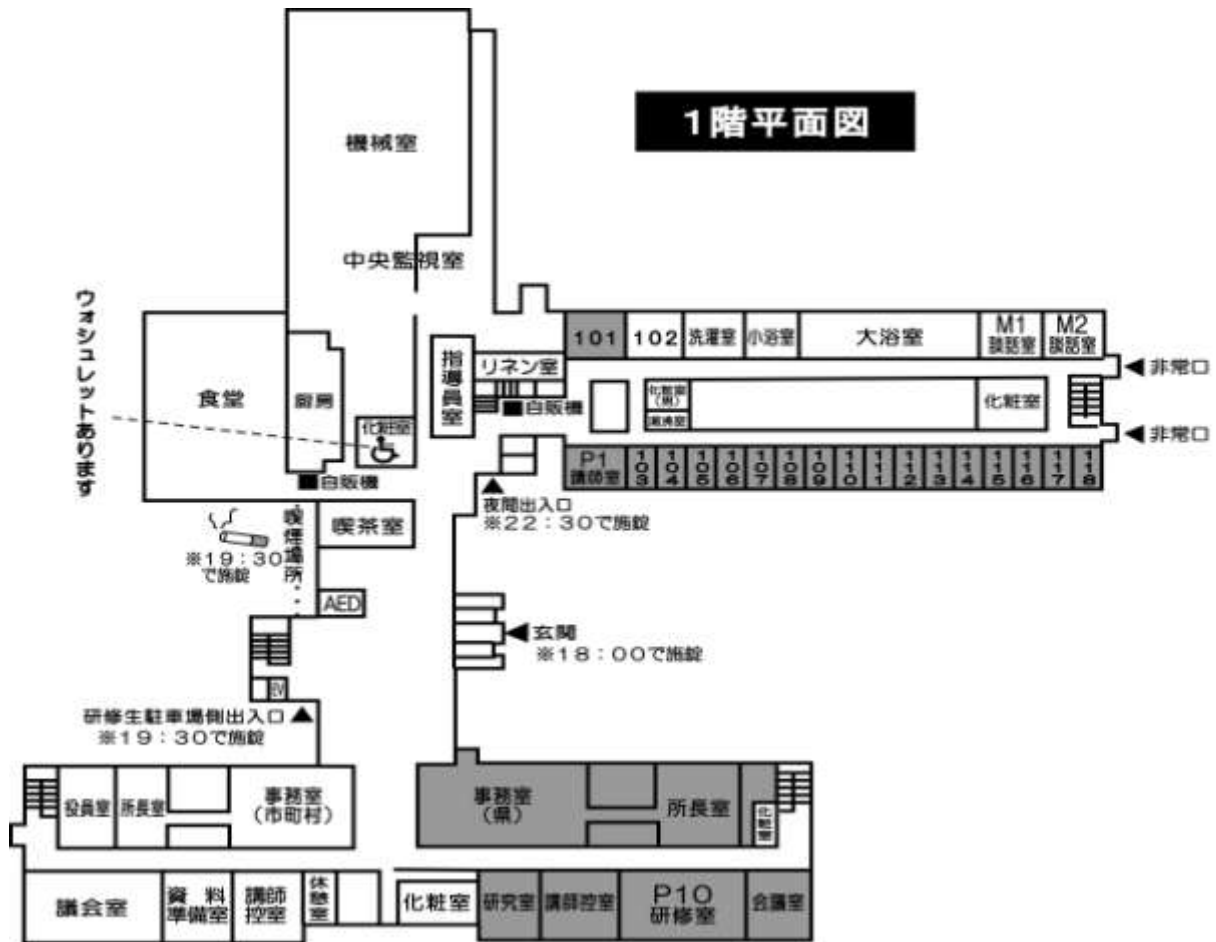 1階平面図
機械室
中央監視室
ウォシュレットあります
食堂
厨房
化粧室
指導員室
リネン室
■自販機
■自販機
101
102
洗濯室
小浴室
大浴室
M1
談話室
M2
談話室
◀非常口
化粧室
(男)
湯沸室
化粧室
◀非常口
P1
講師室
103
104
105
106
107
108
109
110
111
112
113
114
115
116
117
118
▲
夜間出入口
※22:30で施錠
喫茶室
喫煙場所
※19:30
で施錠
AED
◀玄関
※18:00で施錠
EV
研修生駐車場側出入口▲
※19:30で施錠
役員室
所長室
事務室
(市町村)
事務室
(県)
所長室
化粧室
議会室
資料
準備室
講師
控室
休憩室
化粧室
研究室
講師控室
P10
研修室
会議室